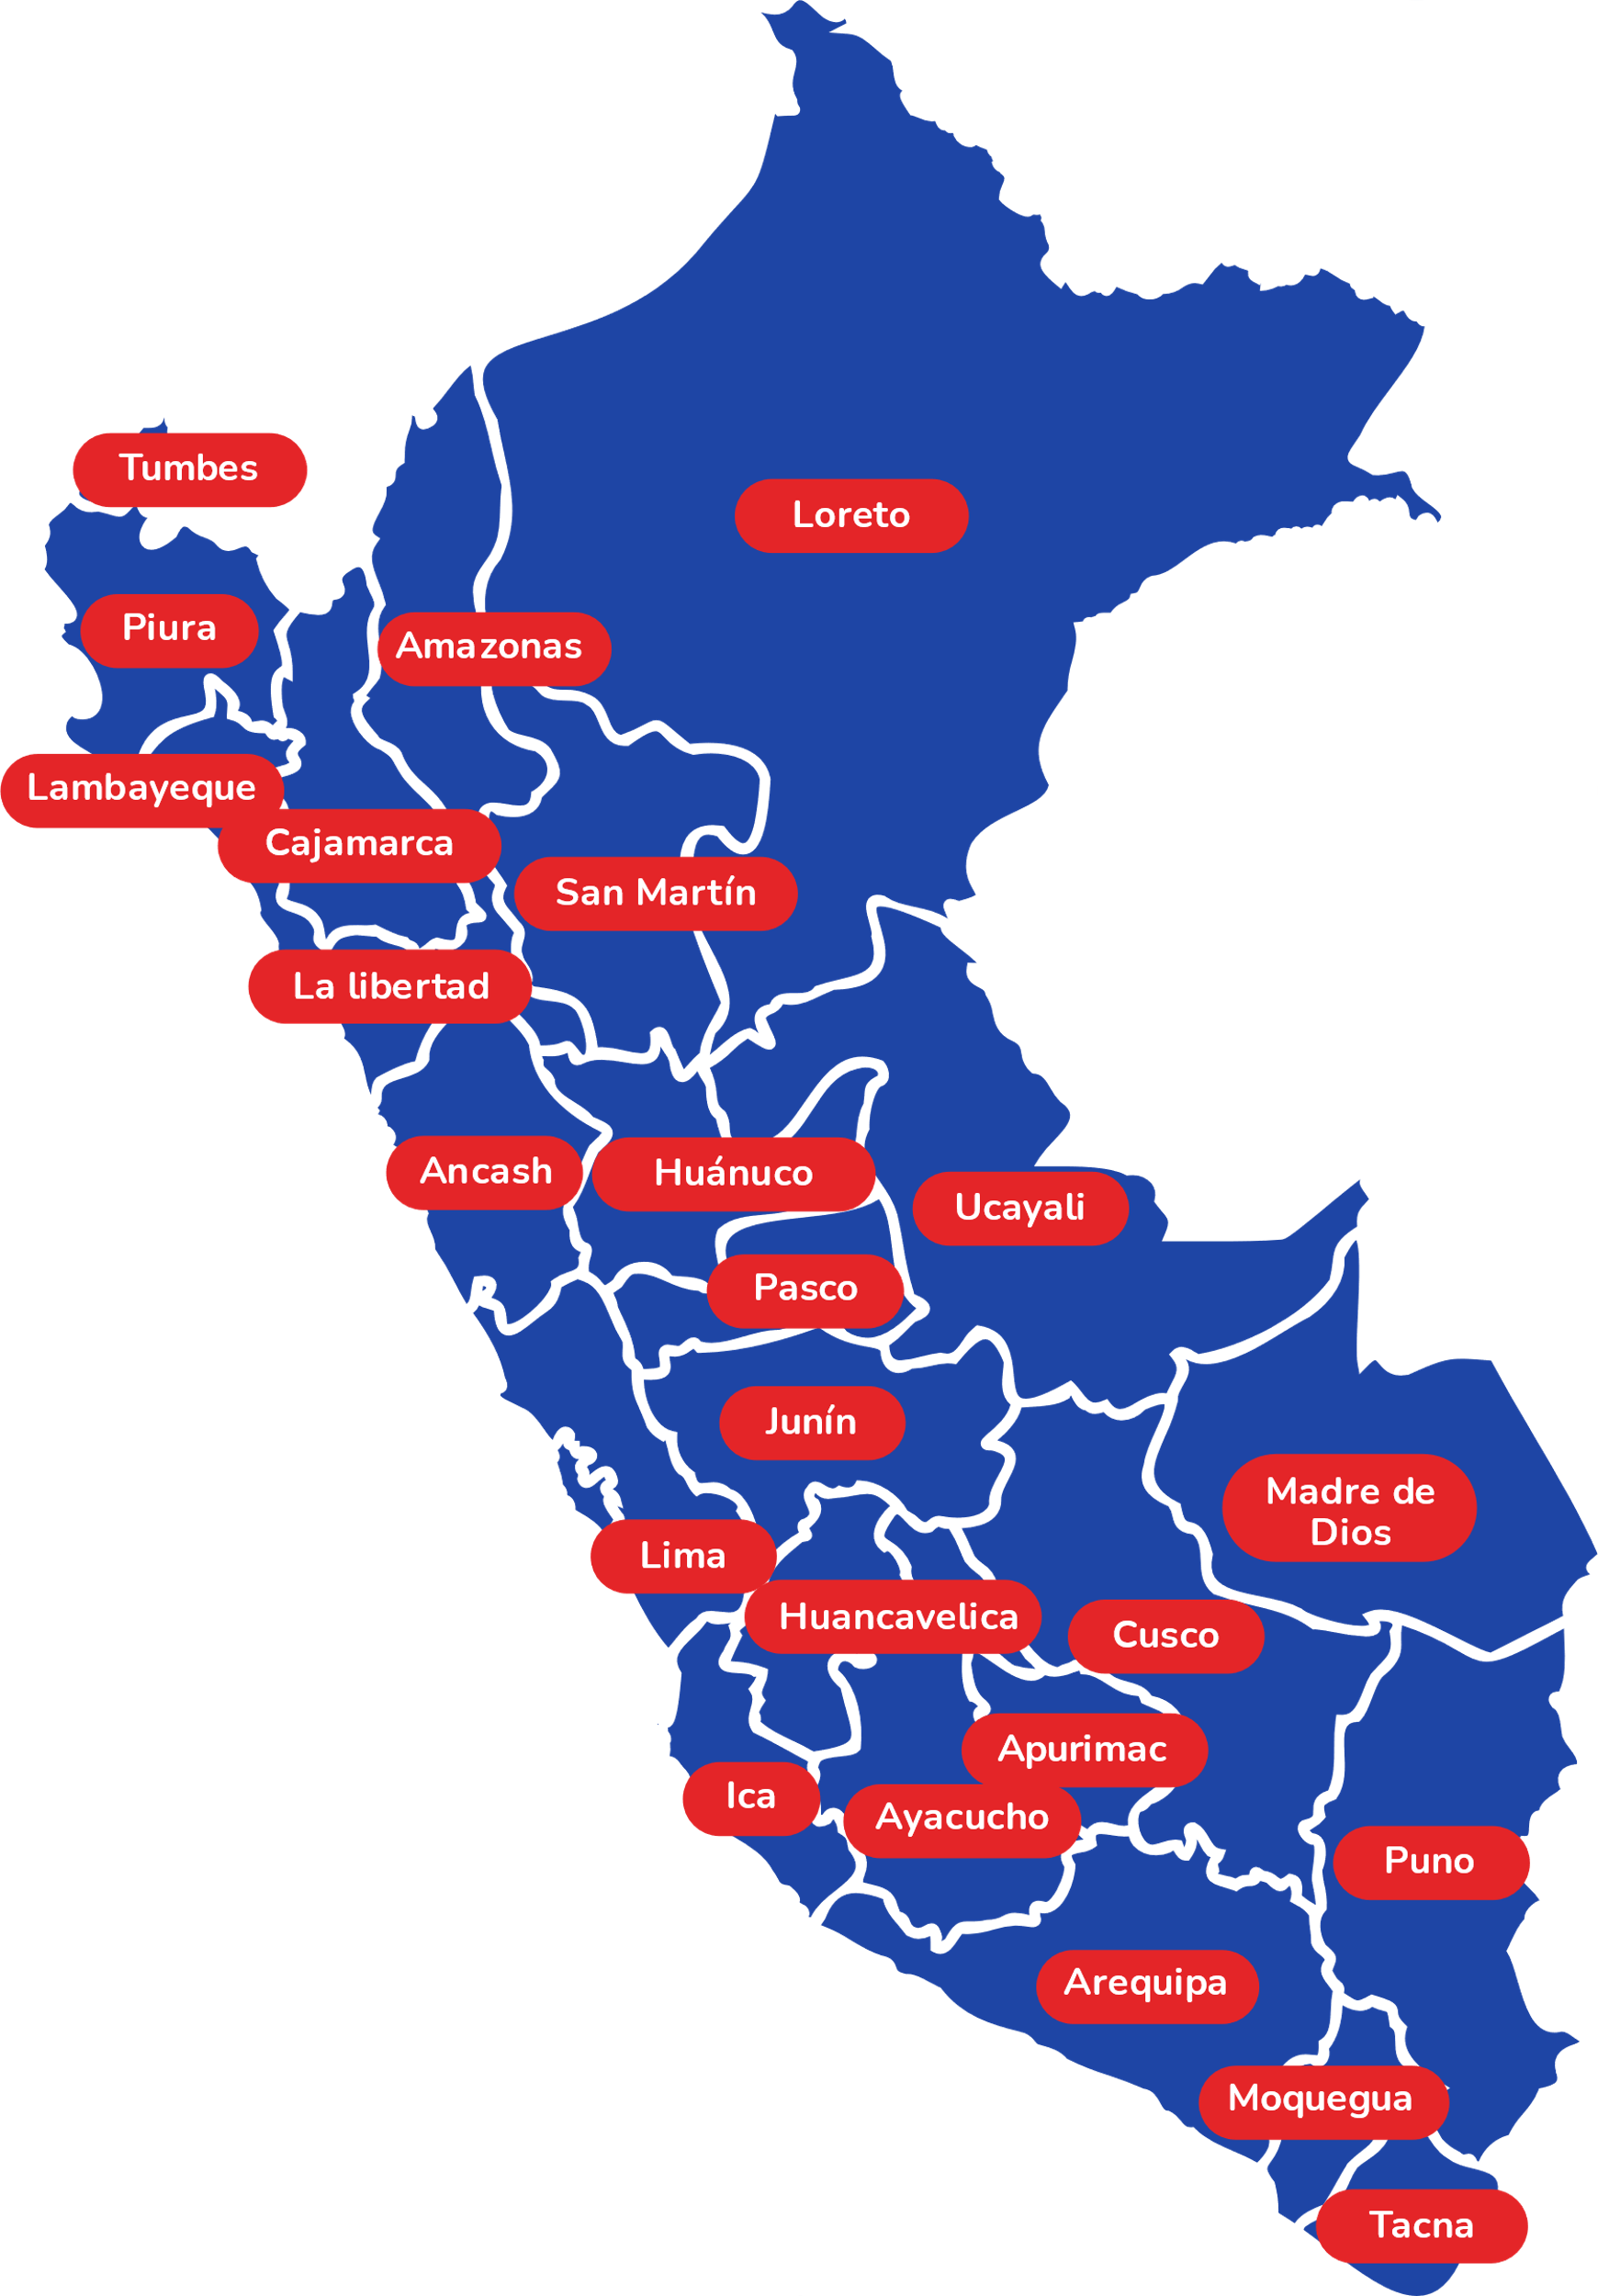 Tumbes
Loreto
Piura
Amazonas
Lambayeque
Cajamarca
San Martín
La libertad
Ancash
Huánuco
Ucayali
Pasco
Junín
Madre de
Dios
Lima
Huancavelica
Cusco
Apurimac
Ica
Ayacucho
Puno
Arequipa
Moquegua
Tacna